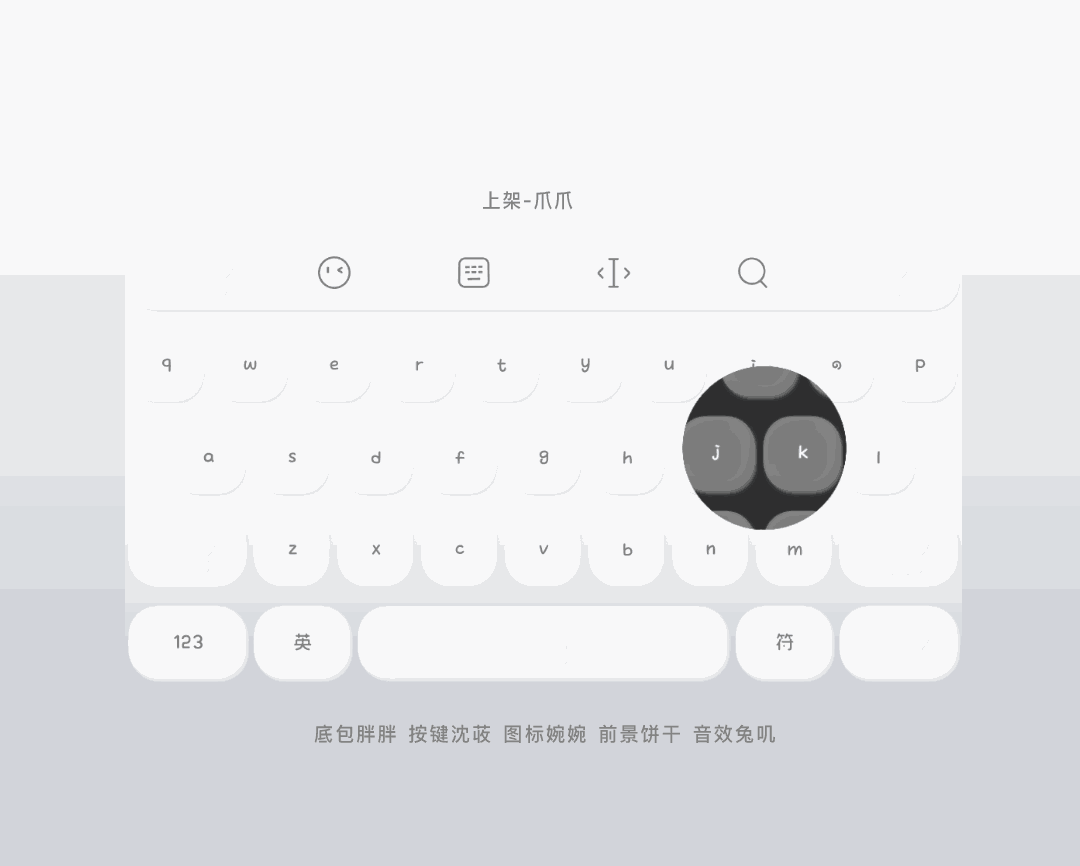 上架-爪爪
q w e r t y u i o p
a s d f g h j k l
z x c v b n m
123 英 符
底包胖胖 按键沈荍 图标婉婉 前景饼干 音效兔叽